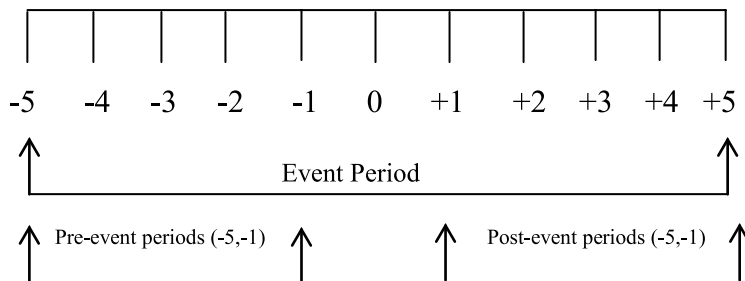 -5 -4 -3 -2 -1 0 +1 +2 +3 +4 +5
Event Period
Pre-event periods (-5,-1) Post-event periods (-5,-1)